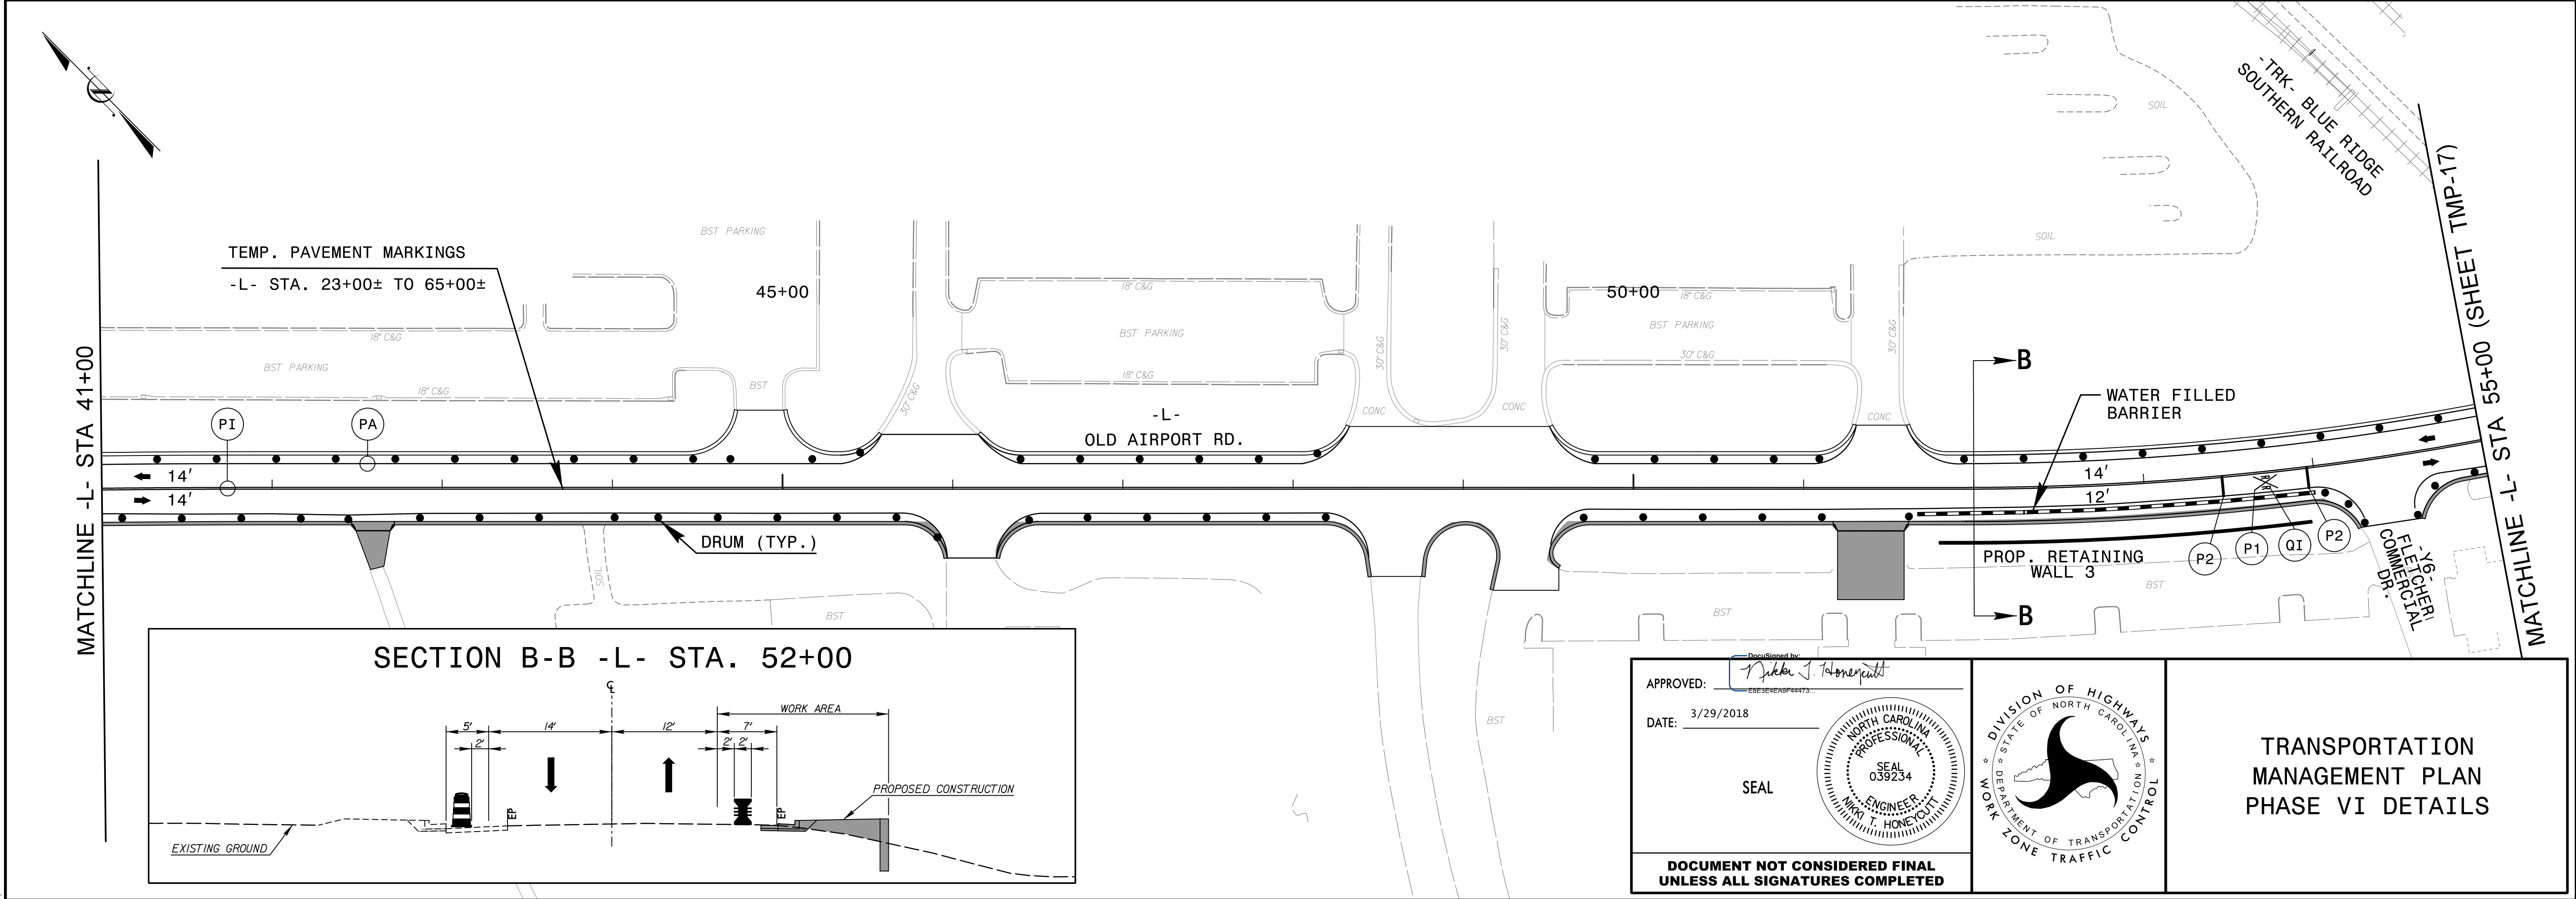 -TRK- BLUE RIDGE
SOUTHERN RAILROAD
SOIL
SOIL
MATCHLINE -L- STA 55+00 (SHEET TMP-17)
MATCHLINE -L- STA 41+00
TEMP. PAVEMENT MARKINGS
-L- STA. 23+00± TO 65+00±
BST PARKING
45+00
50+00
18" C&G
18" C&G
18" C&G
BST PARKING
18" C&G
BST
30" C&G
BST PARKING
18" C&G
30" C&G
30" C&G
BST PARKING
30" C&G
30" C&G
CONC
CONC
CONC
-L-
OLD AIRPORT RD.
B
WATER FILLED
BARRIER
PI
PA
14'
14'
14'
12'
DRUM (TYP.)
SOIL
BST
PROP. RETAINING
WALL 3
P2
P1
QI
P2
-Y6-
FLETCHER
COMMERCIAL
DR.
BST
BST
BST
B
SECTION B-B -L- STA. 52+00
℄
WORK AREA
5'
14'
12'
7'
2'
2'
2'
EP
EP
PROPOSED CONSTRUCTION
EXISTING GROUND
DocuSigned by:
APPROVED: Nikki T. Honeycutt
E8E3E4EA9F44473...
DATE: 3/29/2018
SEAL
NORTH CAROLINA
PROFESSIONAL
SEAL
039234
ENGINEER
NIKKI T. HONEYCUTT
DOCUMENT NOT CONSIDERED FINAL
UNLESS ALL SIGNATURES COMPLETED
DIVISION OF HIGHWAYS
STATE OF NORTH CAROLINA
DEPARTMENT OF TRANSPORTATION
WORK ZONE TRAFFIC CONTROL
TRANSPORTATION
MANAGEMENT PLAN
PHASE VI DETAILS